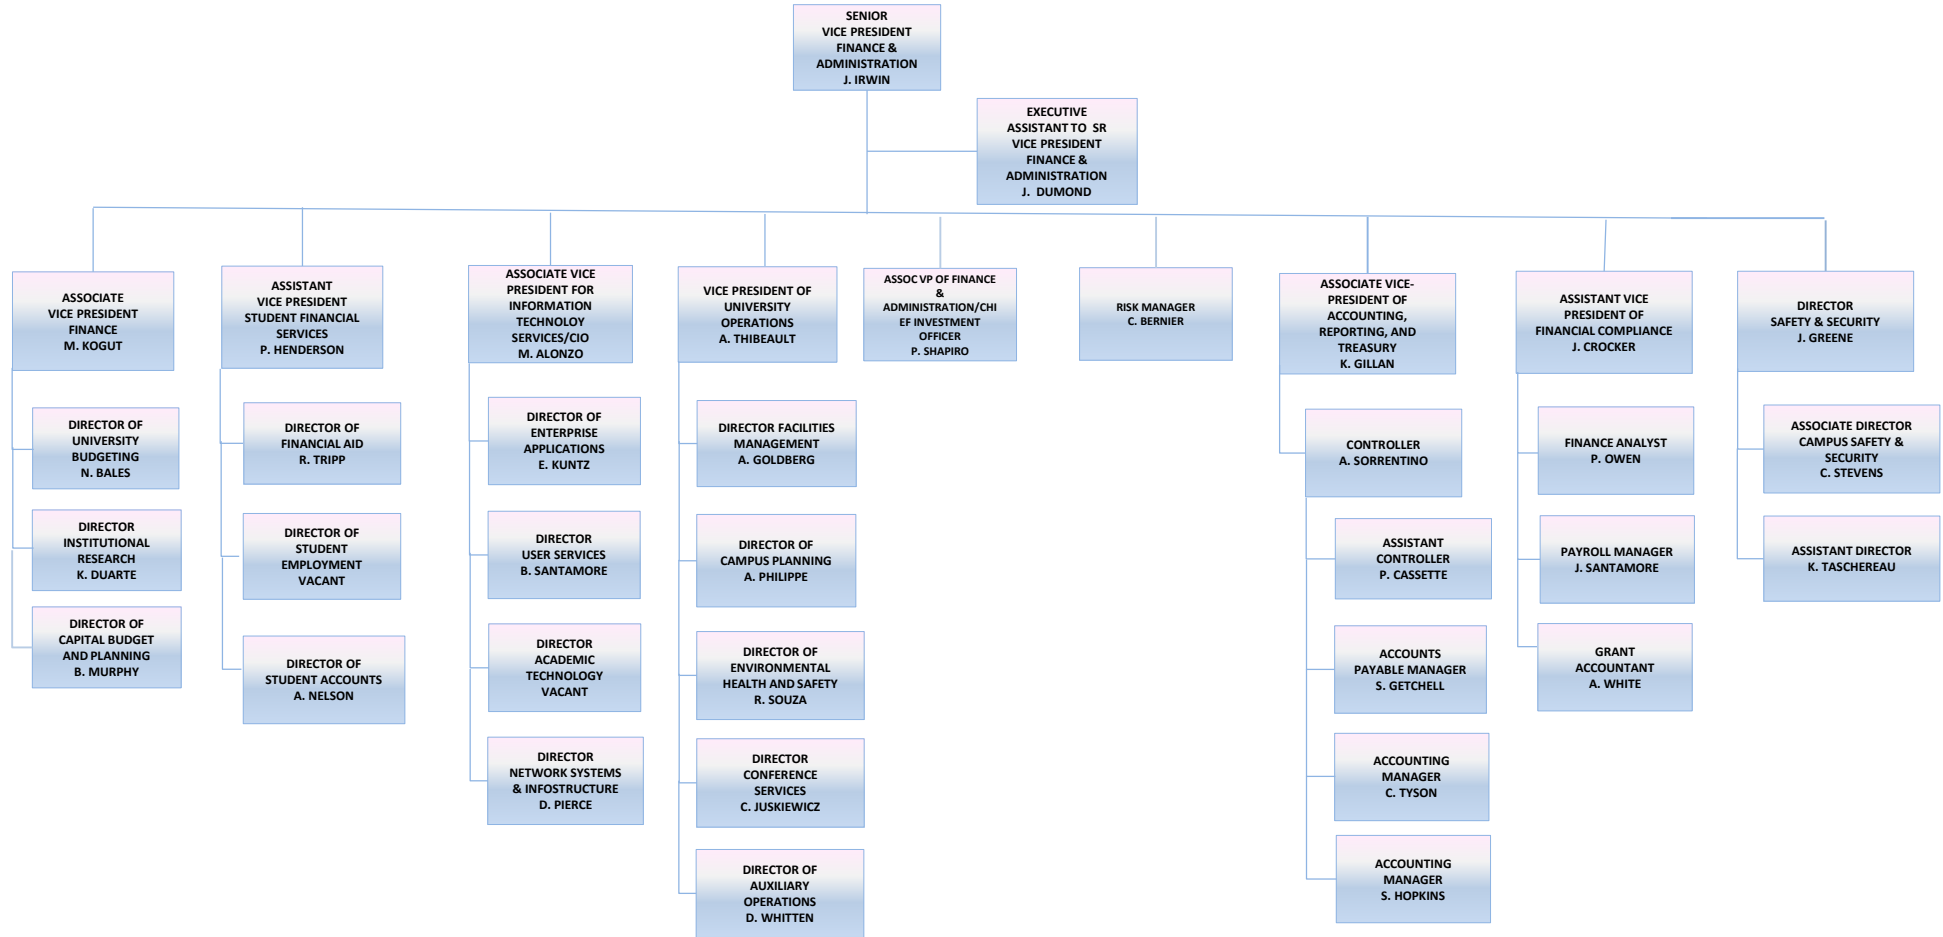 SENIOR
VICE PRESIDENT
FINANCE &
ADMINISTRATION
J. IRWIN
EXECUTIVE
ASSISTANT TO SR
VICE PRESIDENT
FINANCE &
ADMINISTRATION
J. DUMOND
ASSOCIATE
VICE PRESIDENT
FINANCE
M. KOGUT
ASSISTANT
VICE PRESIDENT
STUDENT FINANCIAL
SERVICES
P. HENDERSON
ASSOCIATE VICE
PRESIDENT FOR
INFORMATION
TECHNOLOY
SERVICES/CIO
M. ALONZO
VICE PRESIDENT OF
UNIVERSITY
OPERATIONS
A. THIBEAULT
ASSOC VP OF FINANCE
&
ADMINISTRATION/CHI
EF INVESTMENT
OFFICER
P. SHAPIRO
RISK MANAGER
C. BERNIER
ASSOCIATE VICE-
PRESIDENT OF
ACCOUNTING,
REPORTING, AND
TREASURY
K. GILLAN
ASSISTANT VICE
PRESIDENT OF
FINANCIAL COMPLIANCE
J. CROCKER
DIRECTOR
SAFETY & SECURITY
J. GREENE
DIRECTOR OF
UNIVERSITY
BUDGETING
N. BALES
DIRECTOR
INSTITUTIONAL
RESEARCH
K. DUARTE
DIRECTOR OF
CAPITAL BUDGET
AND PLANNING
B. MURPHY
DIRECTOR OF
FINANCIAL AID
R. TRIPP
DIRECTOR OF
STUDENT
EMPLOYMENT
VACANT
DIRECTOR OF
STUDENT ACCOUNTS
A. NELSON
DIRECTOR OF
ENTERPRISE
APPLICATIONS
E. KUNTZ
DIRECTOR
USER SERVICES
B. SANTAMORE
DIRECTOR
ACADEMIC
TECHNOLOGY
VACANT
DIRECTOR
NETWORK SYSTEMS
& INFOSTRUCTURE
D. PIERCE
DIRECTOR FACILITIES
MANAGEMENT
A. GOLDBERG
DIRECTOR OF
CAMPUS PLANNING
A. PHILIPPE
DIRECTOR OF
ENVIRONMENTAL
HEALTH AND SAFETY
R. SOUZA
DIRECTOR
CONFERENCE
SERVICES
C. JUSKIEWICZ
DIRECTOR OF
AUXILIARY
OPERATIONS
D. WHITTEN
CONTROLLER
A. SORRENTINO
ASSISTANT
CONTROLLER
P. CASSETTE
ACCOUNTS
PAYABLE MANAGER
S. GETCHELL
ACCOUNTING
MANAGER
C. TYSON
ACCOUNTING
MANAGER
S. HOPKINS
FINANCE ANALYST
P. OWEN
PAYROLL MANAGER
J. SANTAMORE
GRANT
ACCOUNTANT
A. WHITE
ASSOCIATE DIRECTOR
CAMPUS SAFETY &
SECURITY
C. STEVENS
ASSISTANT DIRECTOR
K. TASCHEREAU